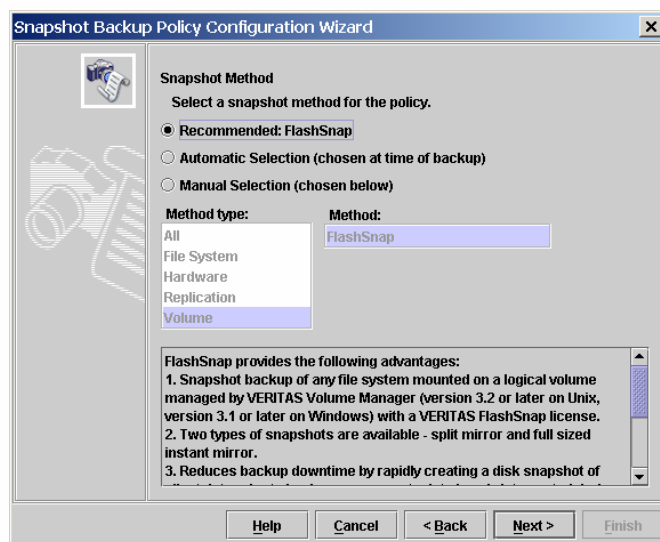 Snapshot Backup Policy Configuration Wizard
Snapshot Method
Select a snapshot method for the policy.
Recommended: FlashSnap
Automatic Selection (chosen at time of backup)
Manual Selection (chosen below)
Method type:
Method:
All
FlashSnap
File System
Hardware
Replication
Volume
FlashSnap provides the following advantages:
1. Snapshot backup of any file system mounted on a logical volume
managed by VERITAS Volume Manager (version 3.2 or later on Unix,
version 3.1 or later on Windows) with a VERITAS FlashSnap license.
2. Two types of snapshots are available - split mirror and full sized
instant mirror.
3. Reduces backup downtime by rapidly creating a disk snapshot of
Help
Cancel
< Back
Next >
Finish